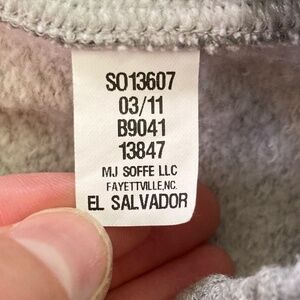 SO13607
03/11
B9041
13847
MJ SOFFE LLC
FAYETTVILLE,NC.
EL SALVADOR